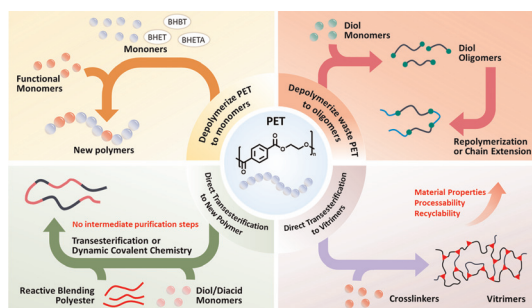 Mononers
BHBT
BHET
BHETA
Functional
Monomers
New polymers
Depolymerize PET
to monomers
Diol
Monomers
Diol
Oligomers
Repolymerization
or Chain Extension
Depolymerize waste PET
to oligomers
PET
O
O
O
O
n
Direct Transesterification
to New Polymer
No intermediate purification steps
Transesterification or
Dynamic Covalent Chemistry
Reactive Blending
Polyester
Diol/Diacid
Monomers
Direct Transesterification
to Vitrimers
Material Properties
Processability
Recyclability
Crosslinkers
Vitrimers